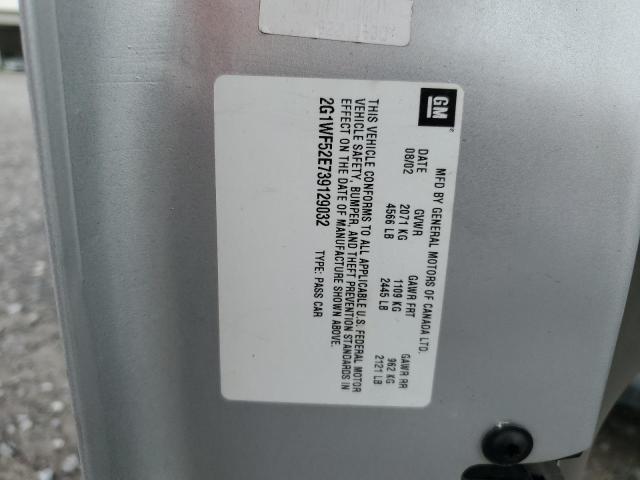 GM
MFD BY GENERAL MOTORS OF CANADA LTD.
DATE GVWR GAWR FRT GAWR RR
08/02 2071 KG 1109 KG 962 KG
4566 LB 2445 LB 2121 LB
THIS VEHICLE CONFORMS TO ALL APPLICABLE U.S. FEDERAL MOTOR
VEHICLE SAFETY, BUMPER, AND THEFT PREVENTION STANDARDS IN
EFFECT ON THE DATE OF MANUFACTURE SHOWN ABOVE.
2G1WF52E739129032 TYPE: PASS CAR